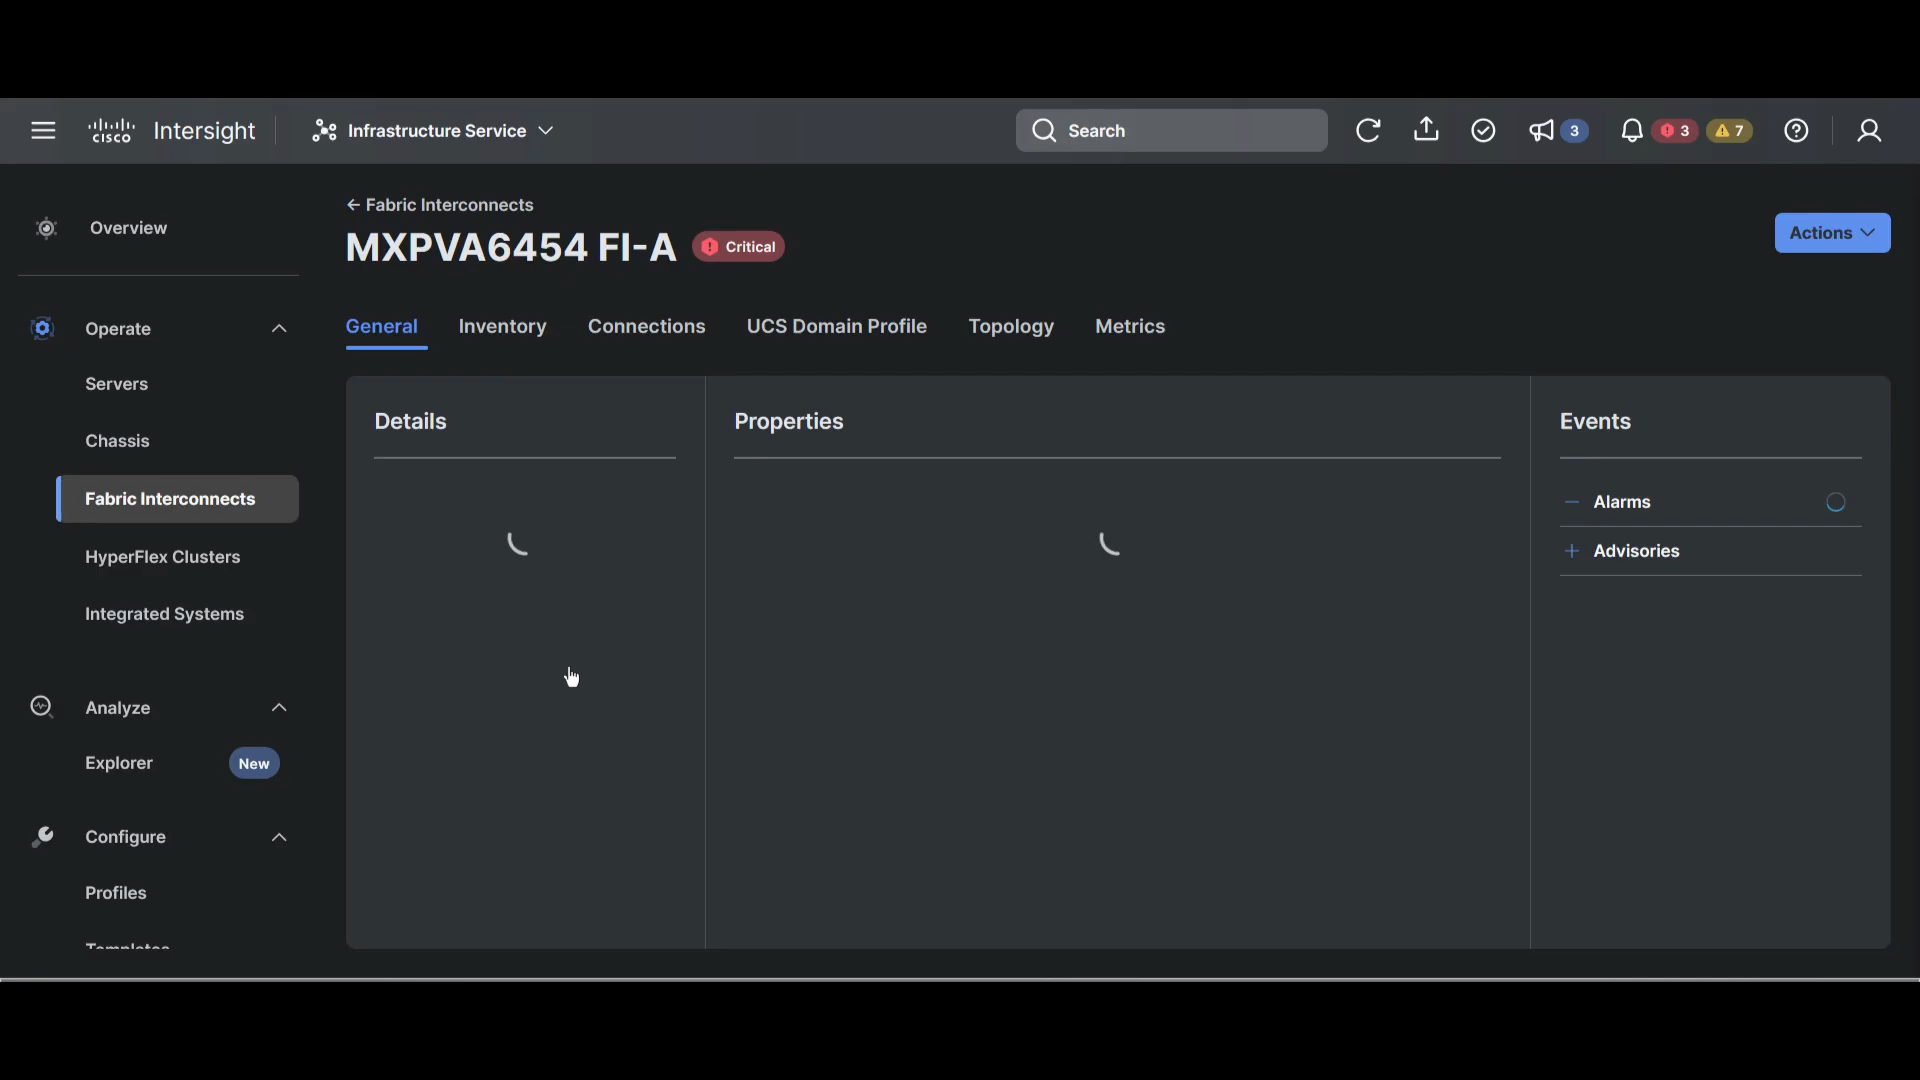 CISCO Intersight Infrastructure Service Search 3 3 7
Overview
Operate
Servers
Chassis
Fabric Interconnects
HyperFlex Clusters
Integrated Systems
Analyze
Explorer New
Configure
Profiles
Templates
← Fabric Interconnects
MXPVA6454 FI-A Critical
Actions
General Inventory Connections UCS Domain Profile Topology Metrics
Details
Properties
Events
Alarms
Advisories